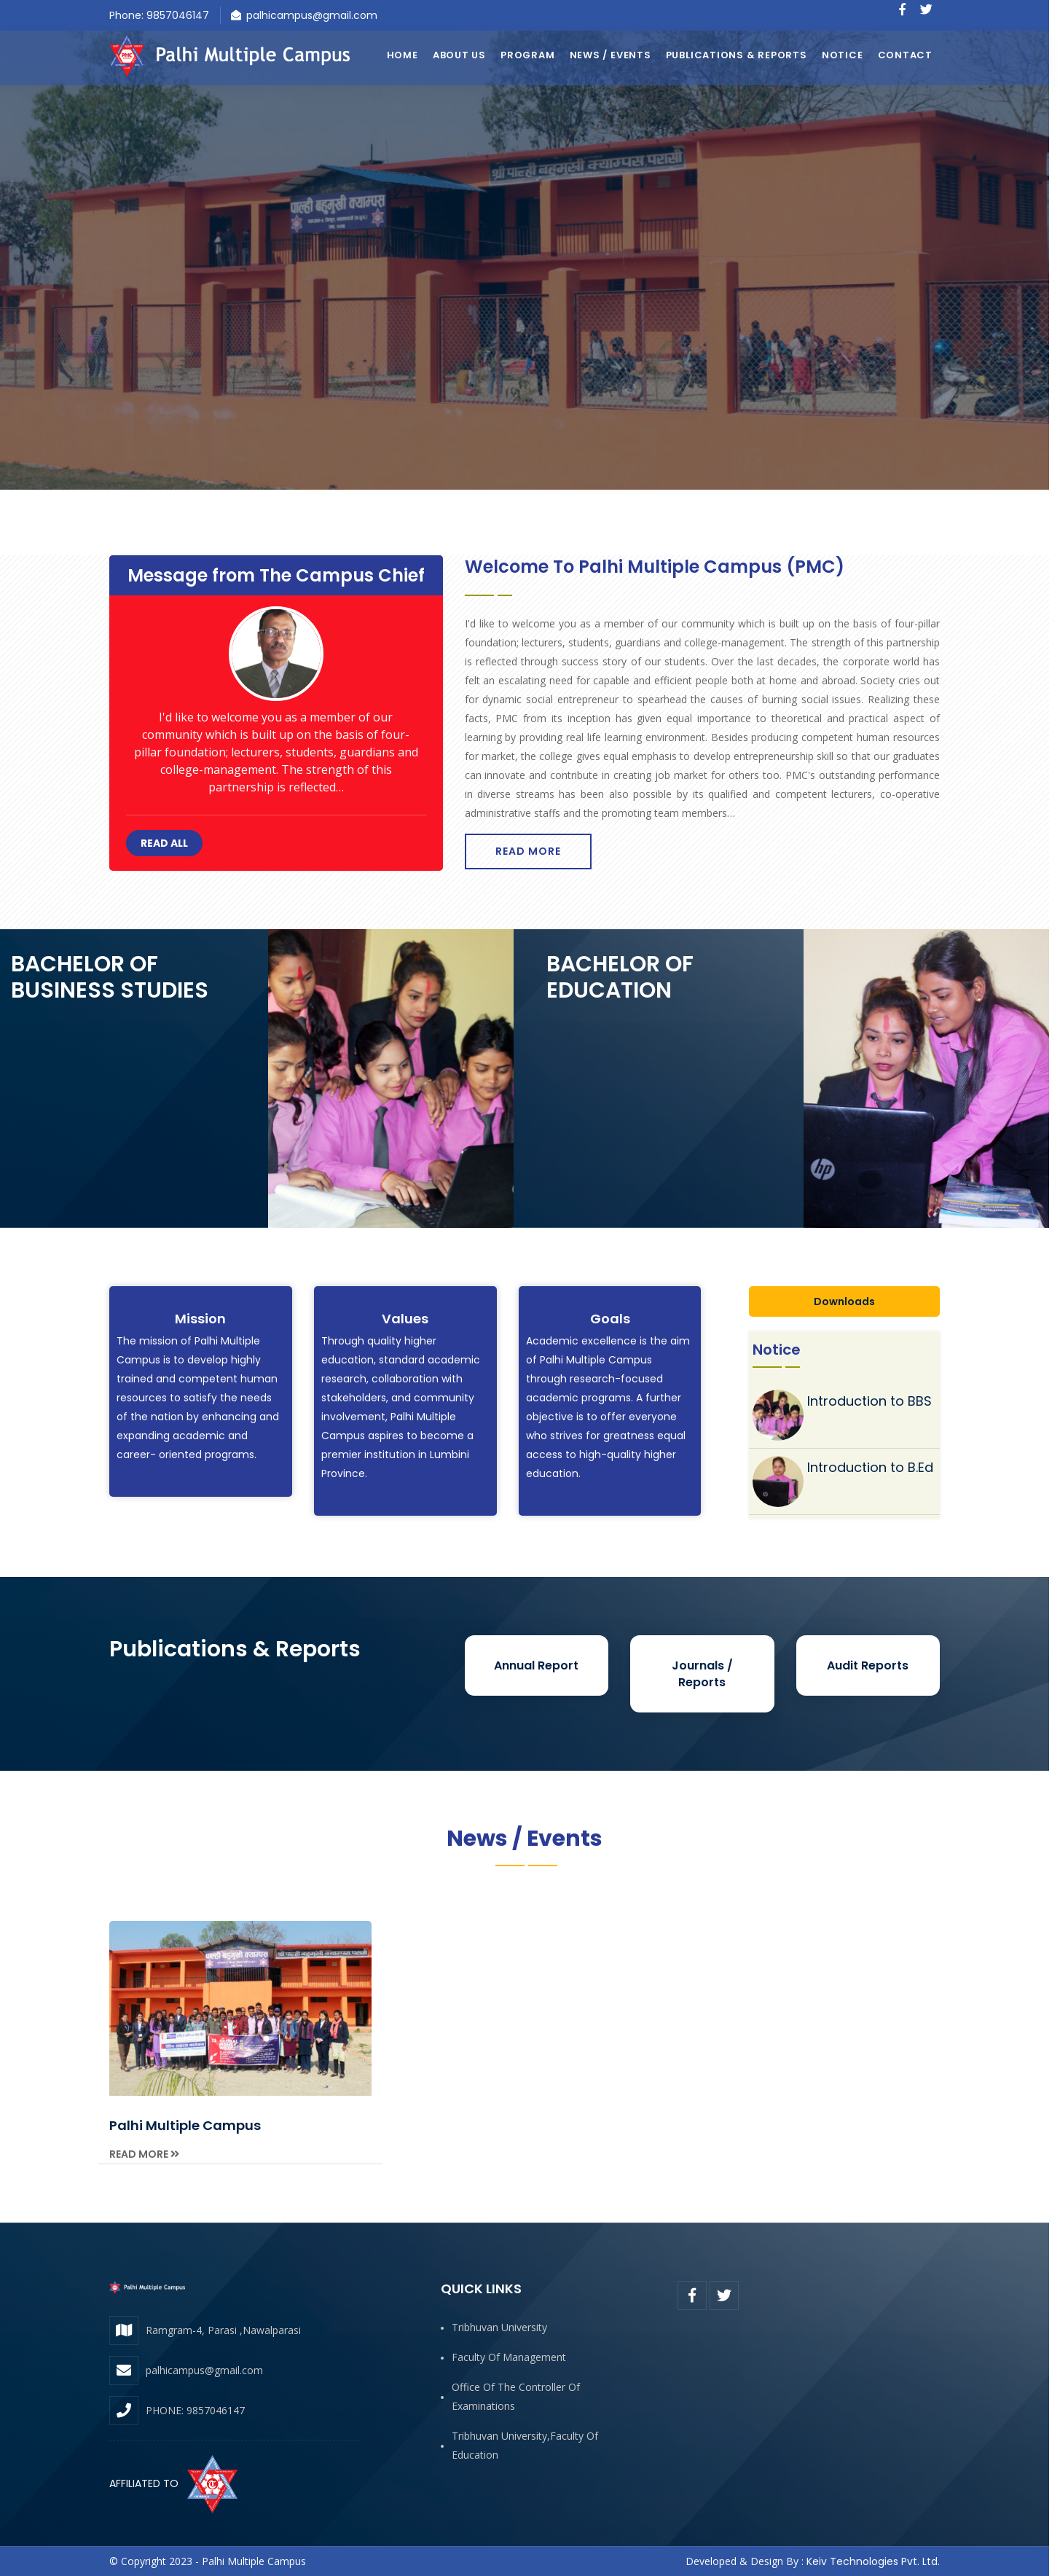 Phone: 9857046147
palhicampus@gmail.com
Palhi Multiple Campus
HOME
ABOUT US
PROGRAM
NEWS / EVENTS
PUBLICATIONS & REPORTS
NOTICE
CONTACT
श्री पाल्ही बहुमुखी क्याम्पस परासी
पाल्ही बहुमुखी क्याम्पस
Message from The Campus Chief
I'd like to welcome you as a member of our
community which is built up on the basis of four-
pillar foundation; lecturers, students, guardians and
college-management. The strength of this
partnership is reflected...
READ ALL
Welcome To Palhi Multiple Campus (PMC)
I'd like to welcome you as a member of our community which is built up on the basis of four-pillar
foundation; lecturers, students, guardians and college-management. The strength of this partnership
is reflected through success story of our students. Over the last decades, the corporate world has
felt an escalating need for capable and efficient people both at home and abroad. Society cries out
for dynamic social entrepreneur to spearhead the causes of burning social issues. Realizing these
facts, PMC from its inception has given equal importance to theoretical and practical aspect of
learning by providing real life learning environment. Besides producing competent human resources
for market, the college gives equal emphasis to develop entrepreneurship skill so that our graduates
can innovate and contribute in creating job market for others too. PMC's outstanding performance
in diverse streams has been also possible by its qualified and competent lecturers, co-operative
administrative staffs and the promoting team members...
READ MORE
BACHELOR OF
BUSINESS STUDIES
BACHELOR OF
EDUCATION
hp
Mission
The mission of Palhi Multiple
Campus is to develop highly
trained and competent human
resources to satisfy the needs
of the nation by enhancing and
expanding academic and
career- oriented programs.
Values
Through quality higher
education, standard academic
research, collaboration with
stakeholders, and community
involvement, Palhi Multiple
Campus aspires to become a
premier institution in Lumbini
Province.
Goals
Academic excellence is the aim
of Palhi Multiple Campus
through research-focused
academic programs. A further
objective is to offer everyone
who strives for greatness equal
access to high-quality higher
education.
Downloads
Notice
Introduction to BBS
Introduction to B.Ed
Publications & Reports
Annual Report
Journals /
Reports
Audit Reports
News / Events
पाल्ही बहुमुखी क्याम्पस
Palhi Multiple Campus
READ MORE
Palhi Multiple Campus
Ramgram-4, Parasi ,Nawalparasi
palhicampus@gmail.com
PHONE: 9857046147
AFFILIATED TO
QUICK LINKS
Tribhuvan University
Faculty Of Management
Office Of The Controller Of
Examinations
Tribhuvan University,Faculty Of
Education
© Copyright 2023 - Palhi Multiple Campus
Developed & Design By : Keiv Technologies Pvt. Ltd.